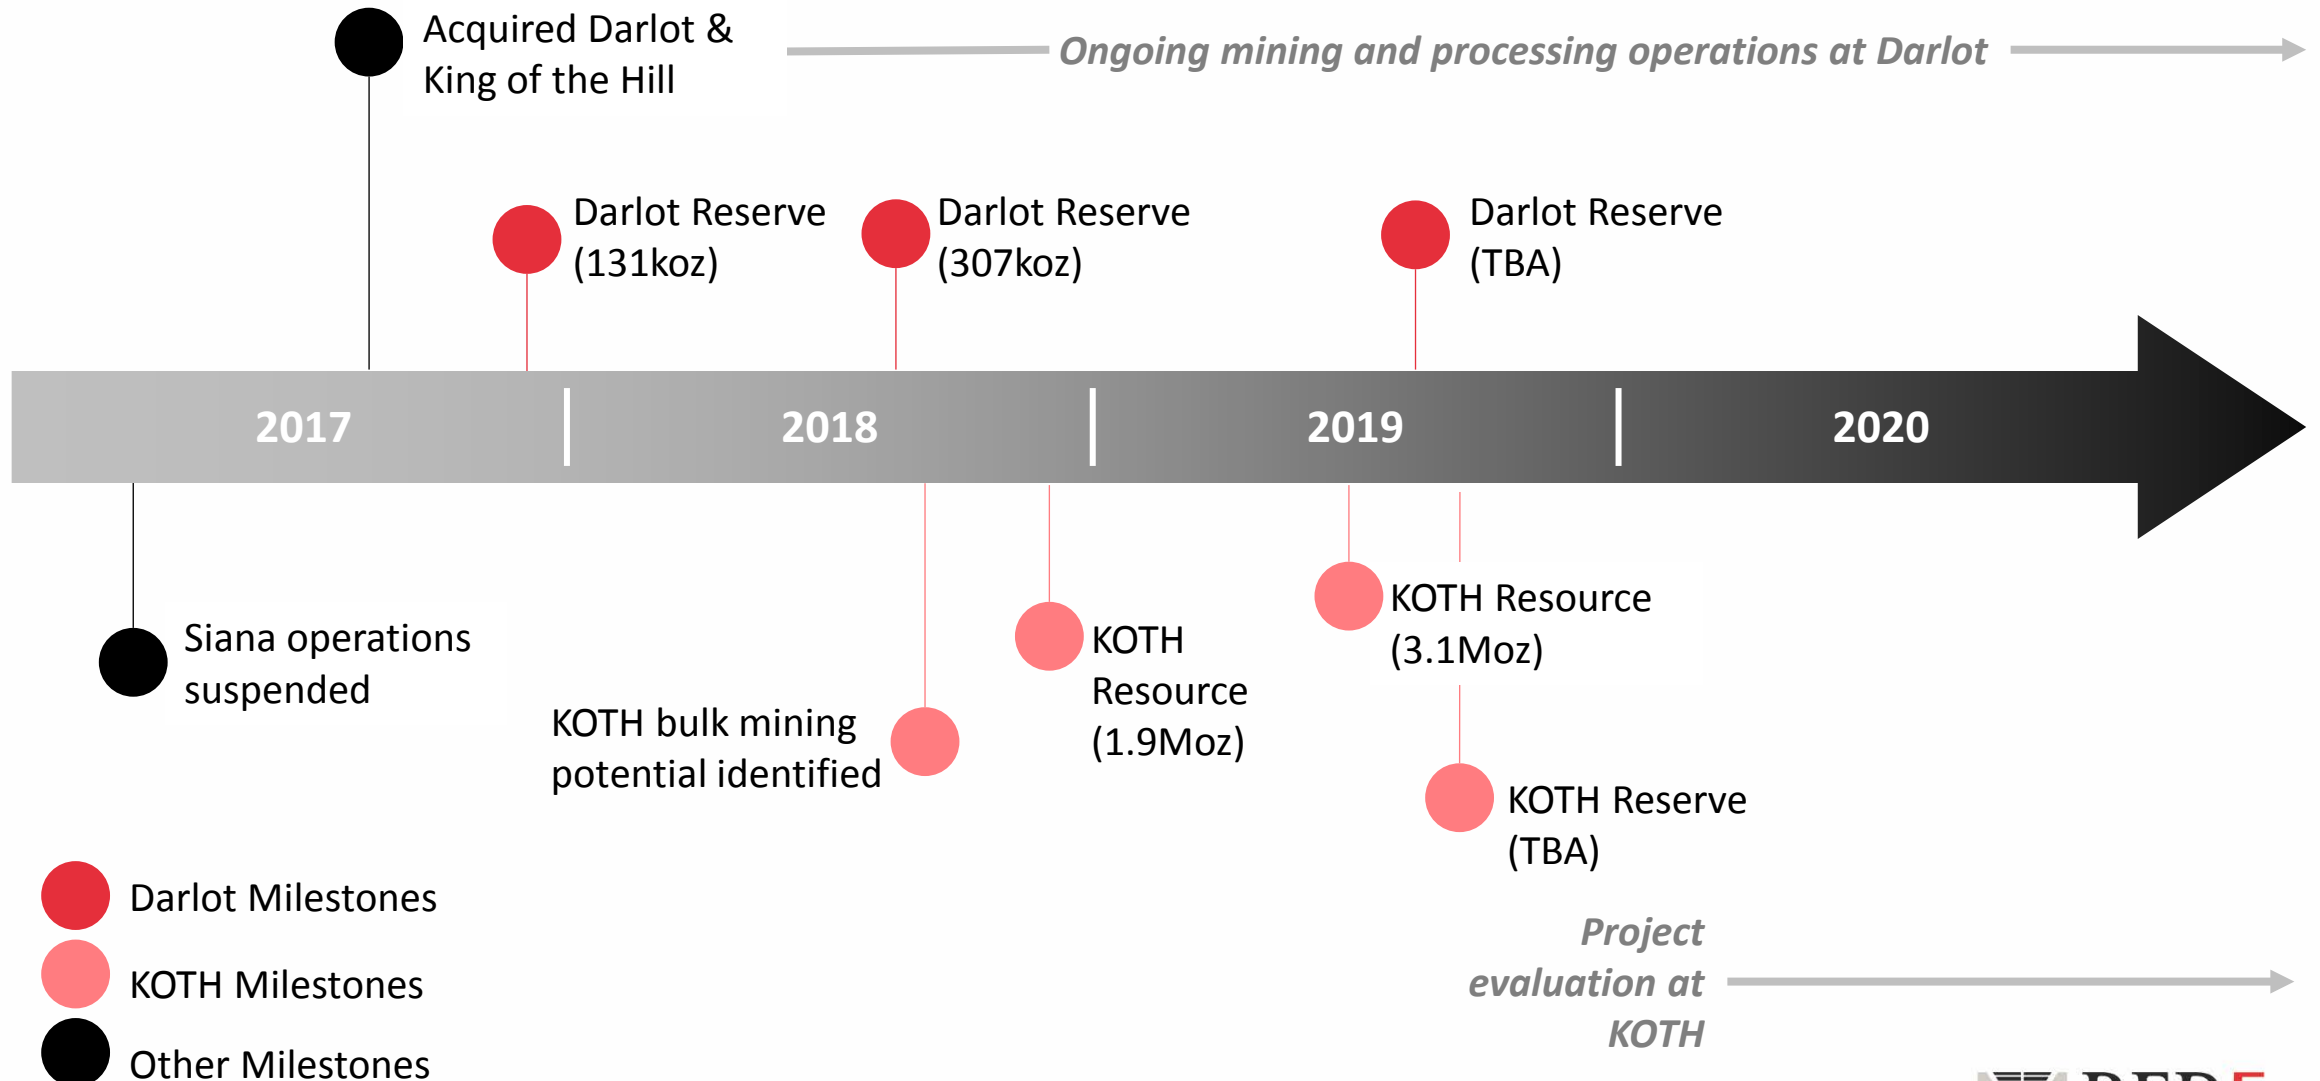 Acquired Darlot &
King of the Hill
Ongoing mining and processing operations at Darlot
Darlot Reserve
(131koz)
Darlot Reserve
(307koz)
Darlot Reserve
(TBA)
2017
2018
2019
2020
Siana operations
suspended
KOTH bulk mining
potential identified
KOTH
Resource
(1.9Moz)
KOTH Resource
(3.1Moz)
KOTH Reserve
(TBA)
Darlot Milestones
KOTH Milestones
Other Milestones
Project
evaluation at
KOTH